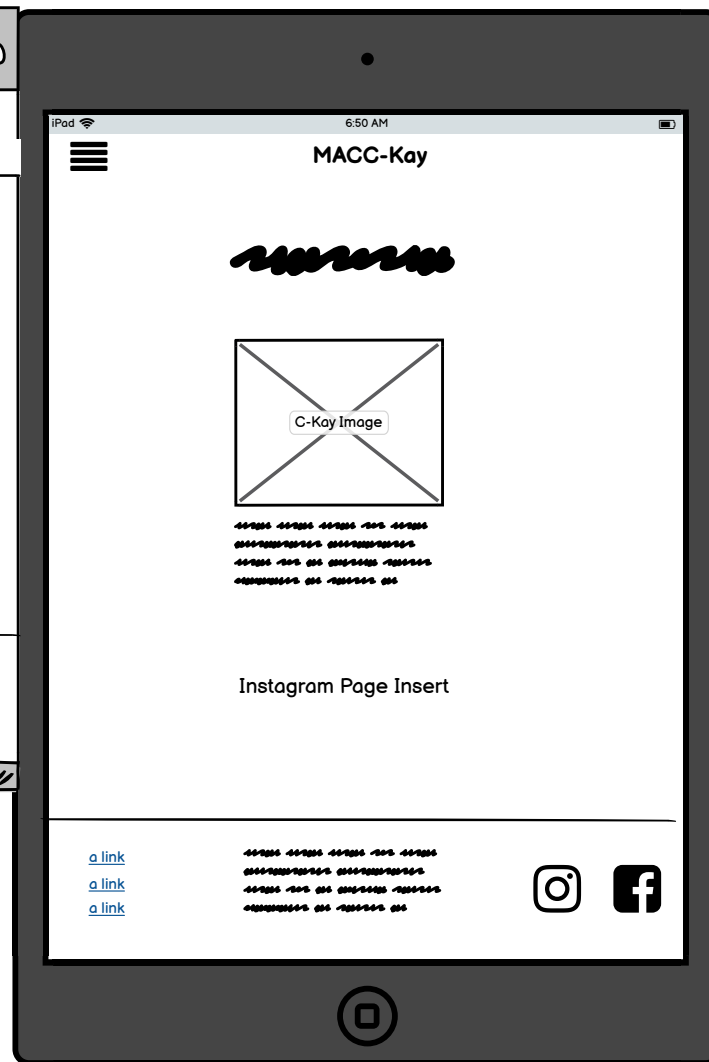 iPad 6:50 AM
MACC-Kay
C-Kay Image
Instagram Page Insert
a link
a link
a link